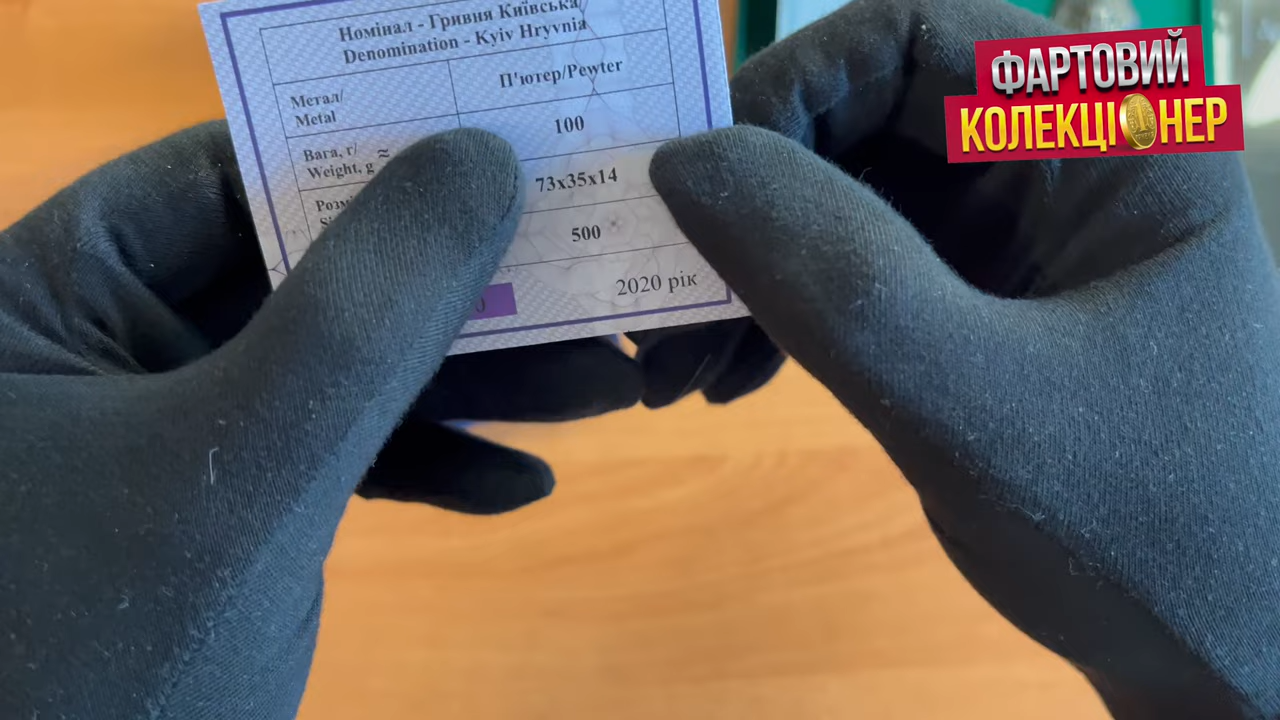 Номінал - Гривня Київська
Denomination - Kyiv Hryvnia
Метал/
Metal
П'ютер/Pewter
Вага, г/
Weight, g ≈
100
73x35x14
500
2020 рік
ФАРТОВИЙ
КОЛЕКЦІОНЕР